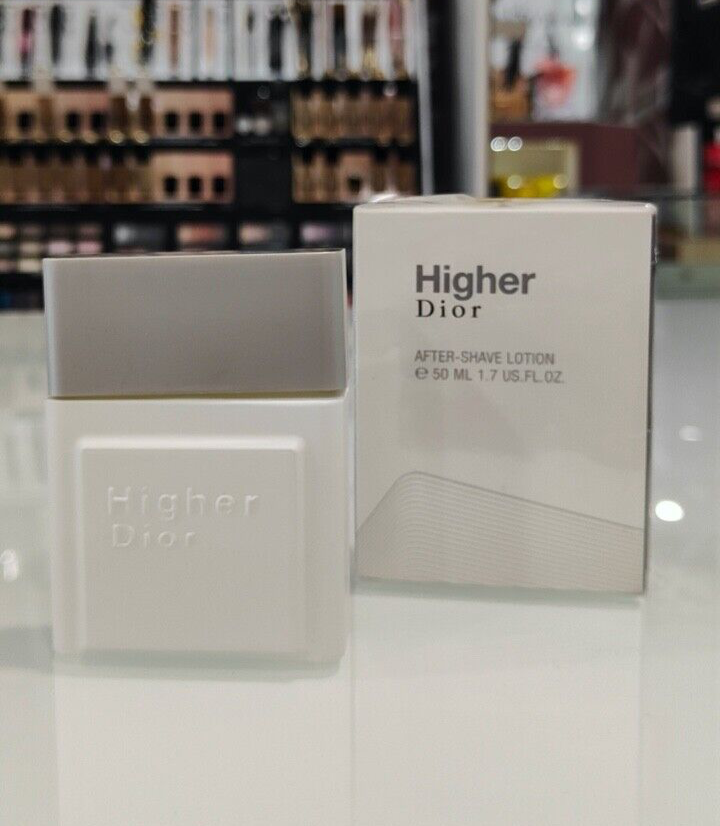 Higher
Dior
AFTER-SHAVE LOTION
℮ 50 ML 1.7 US.FL.OZ.
Higher
Dior